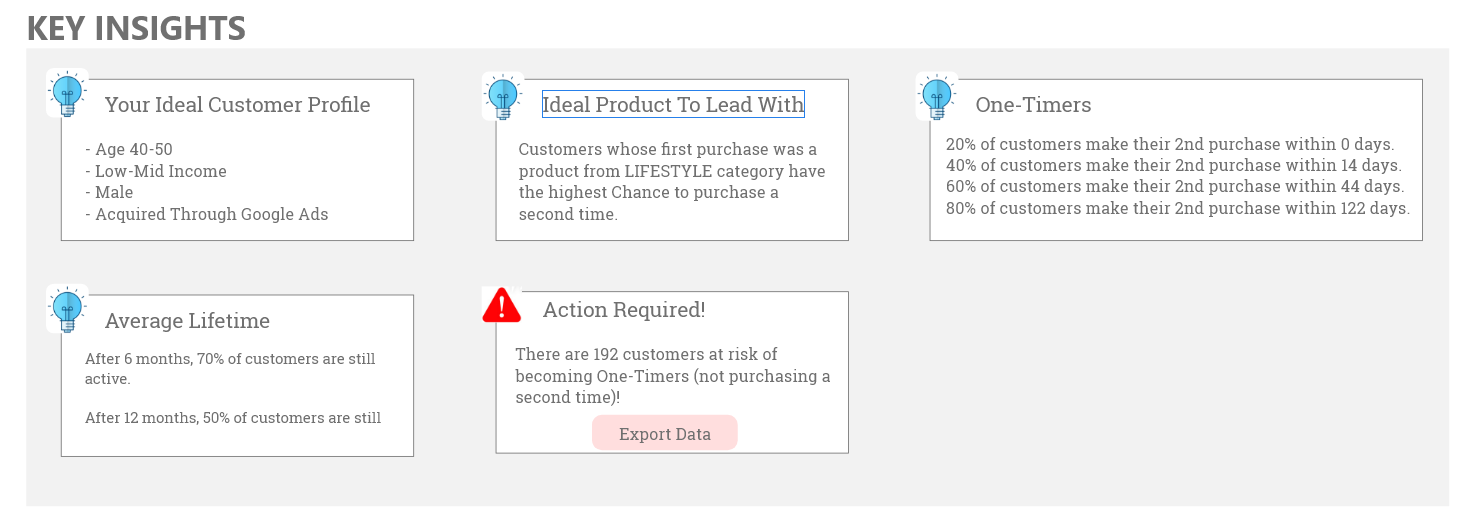 KEY INSIGHTS
Your Ideal Customer Profile
- Age 40-50
- Low-Mid Income
- Male
- Acquired Through Google Ads
Ideal Product To Lead With
Customers whose first purchase was a
product from LIFESTYLE category have
the highest Chance to purchase a
second time.
One-Timers
20% of customers make their 2nd purchase within 0 days.
40% of customers make their 2nd purchase within 14 days.
60% of customers make their 2nd purchase within 44 days.
80% of customers make their 2nd purchase within 122 days.
Average Lifetime
After 6 months, 70% of customers are still
active.
After 12 months, 50% of customers are still
Action Required!
There are 192 customers at risk of
becoming One-Timers (not purchasing a
second time)!
Export Data